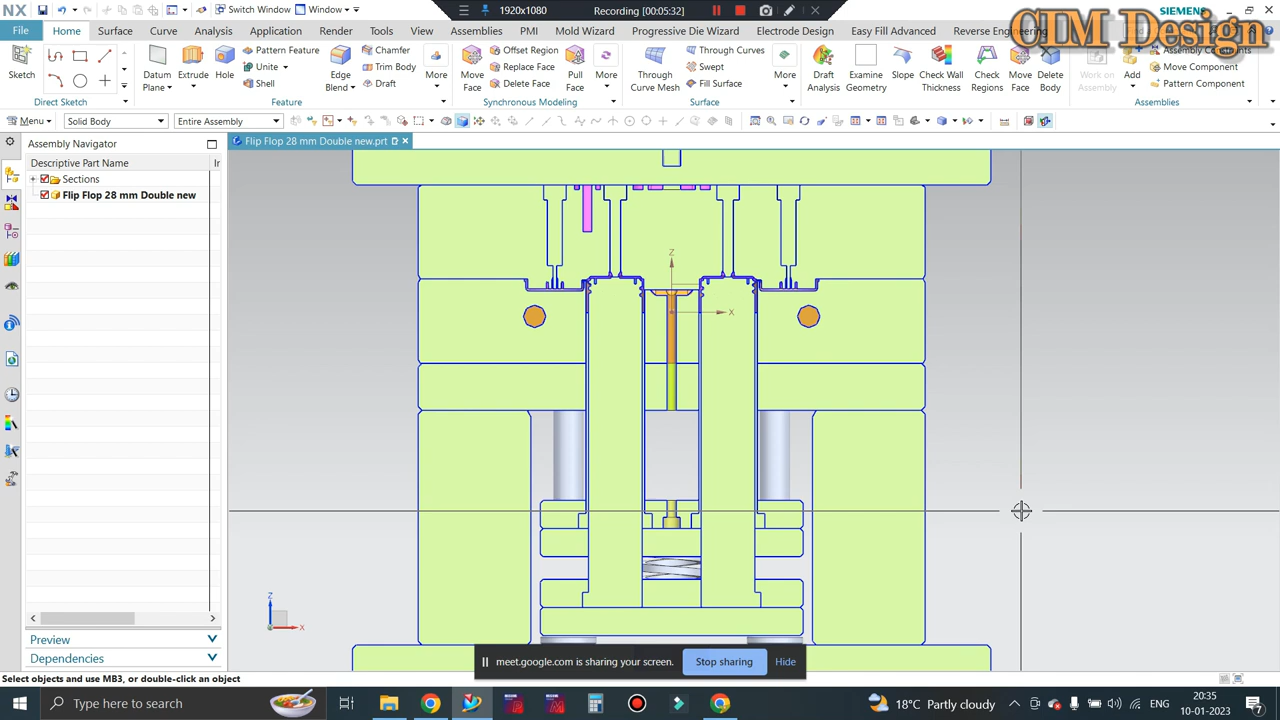 NX Window Window 1920x1080 Recording [00:05:32] SIEMENS
CIM Design
File Home Surface Curve Analysis Application Render Tools View Assemblies PMI Mold Wizard Progressive Die Wizard Electrode Design Easy Fill Advanced Reverse Engineering
Sketch Datum Plane Extrude Hole Pattern Feature Unite Shell Edge Blend Chamfer Trim Body Draft More Move Face Offset Region Replace Face Delete Face Pull Face More Through Curve Mesh Through Curves Swept Fill Surface More Draft Analysis Examine Geometry Slope Check Wall Thickness Check Regions Move Face Delete Body Work on Assembly Add Assembly Constraints Move Component Pattern Component
Direct Sketch Feature Synchronous Modeling Surface Assemblies
Menu Solid Body Entire Assembly
Assembly Navigator Flip Flop 28 mm Double new.prt
Descriptive Part Name Ir
Sections
Flip Flop 28 mm Double new
Z
X
Z
X
Preview
Dependencies
meet.google.com is sharing your screen. Stop sharing Hide
Select objects and use MB3, or double-click an object
Type here to search 18°C Partly cloudy ENG 20:35
10-01-2023 7